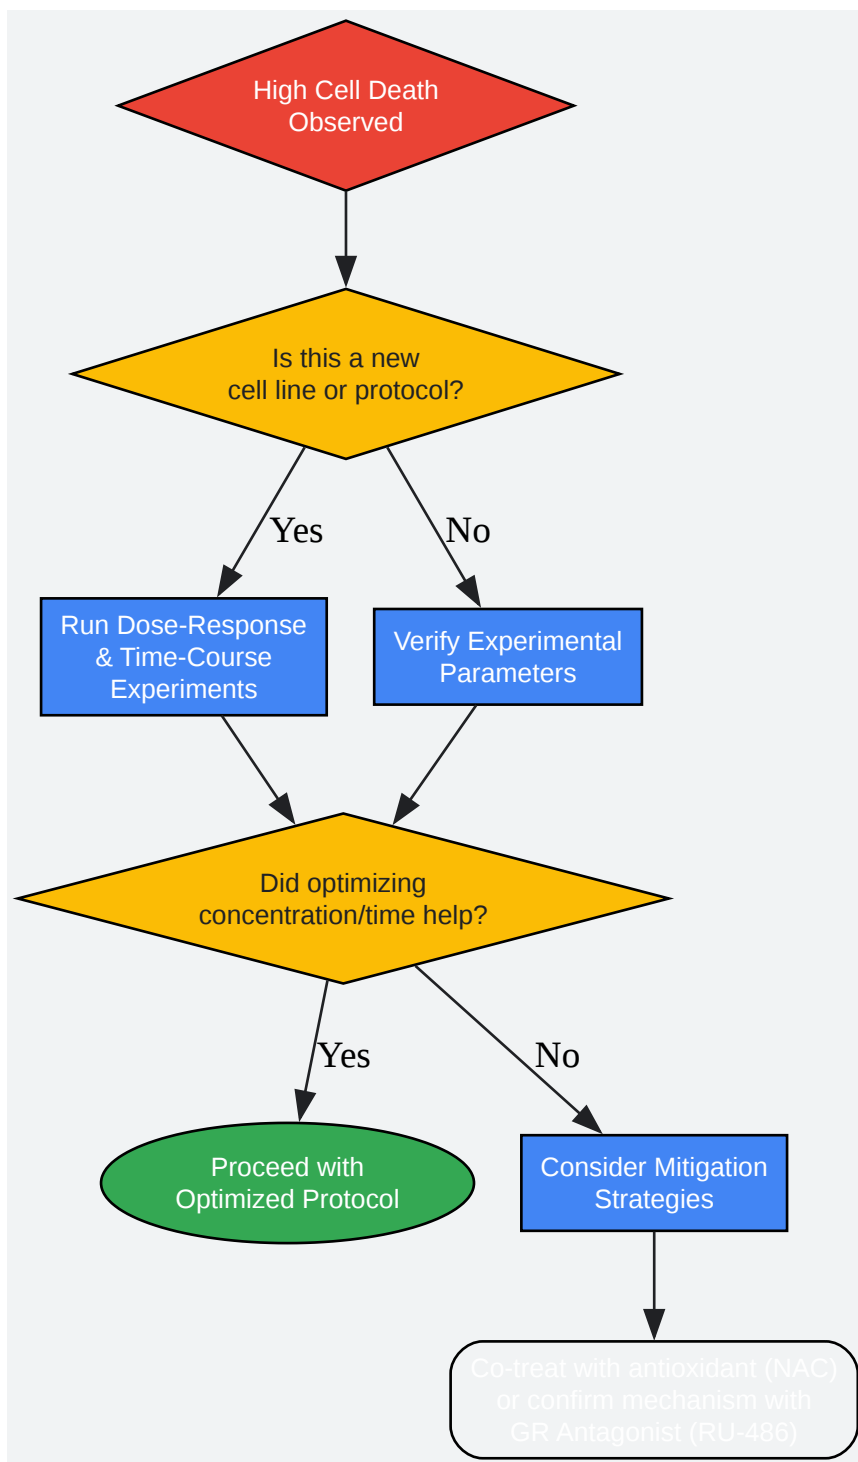 High Cell Death
Observed
Is this a new
cell line or protocol?
Yes
No
Run Dose-Response
& Time-Course
Experiments
Verify Experimental
Parameters
Did optimizing
concentration/time help?
Yes
No
Proceed with
Optimized Protocol
Consider Mitigation
Strategies
Co-treat with antioxidant (NAC)
or confirm mechanism with
GR Antagonist (RU-486)